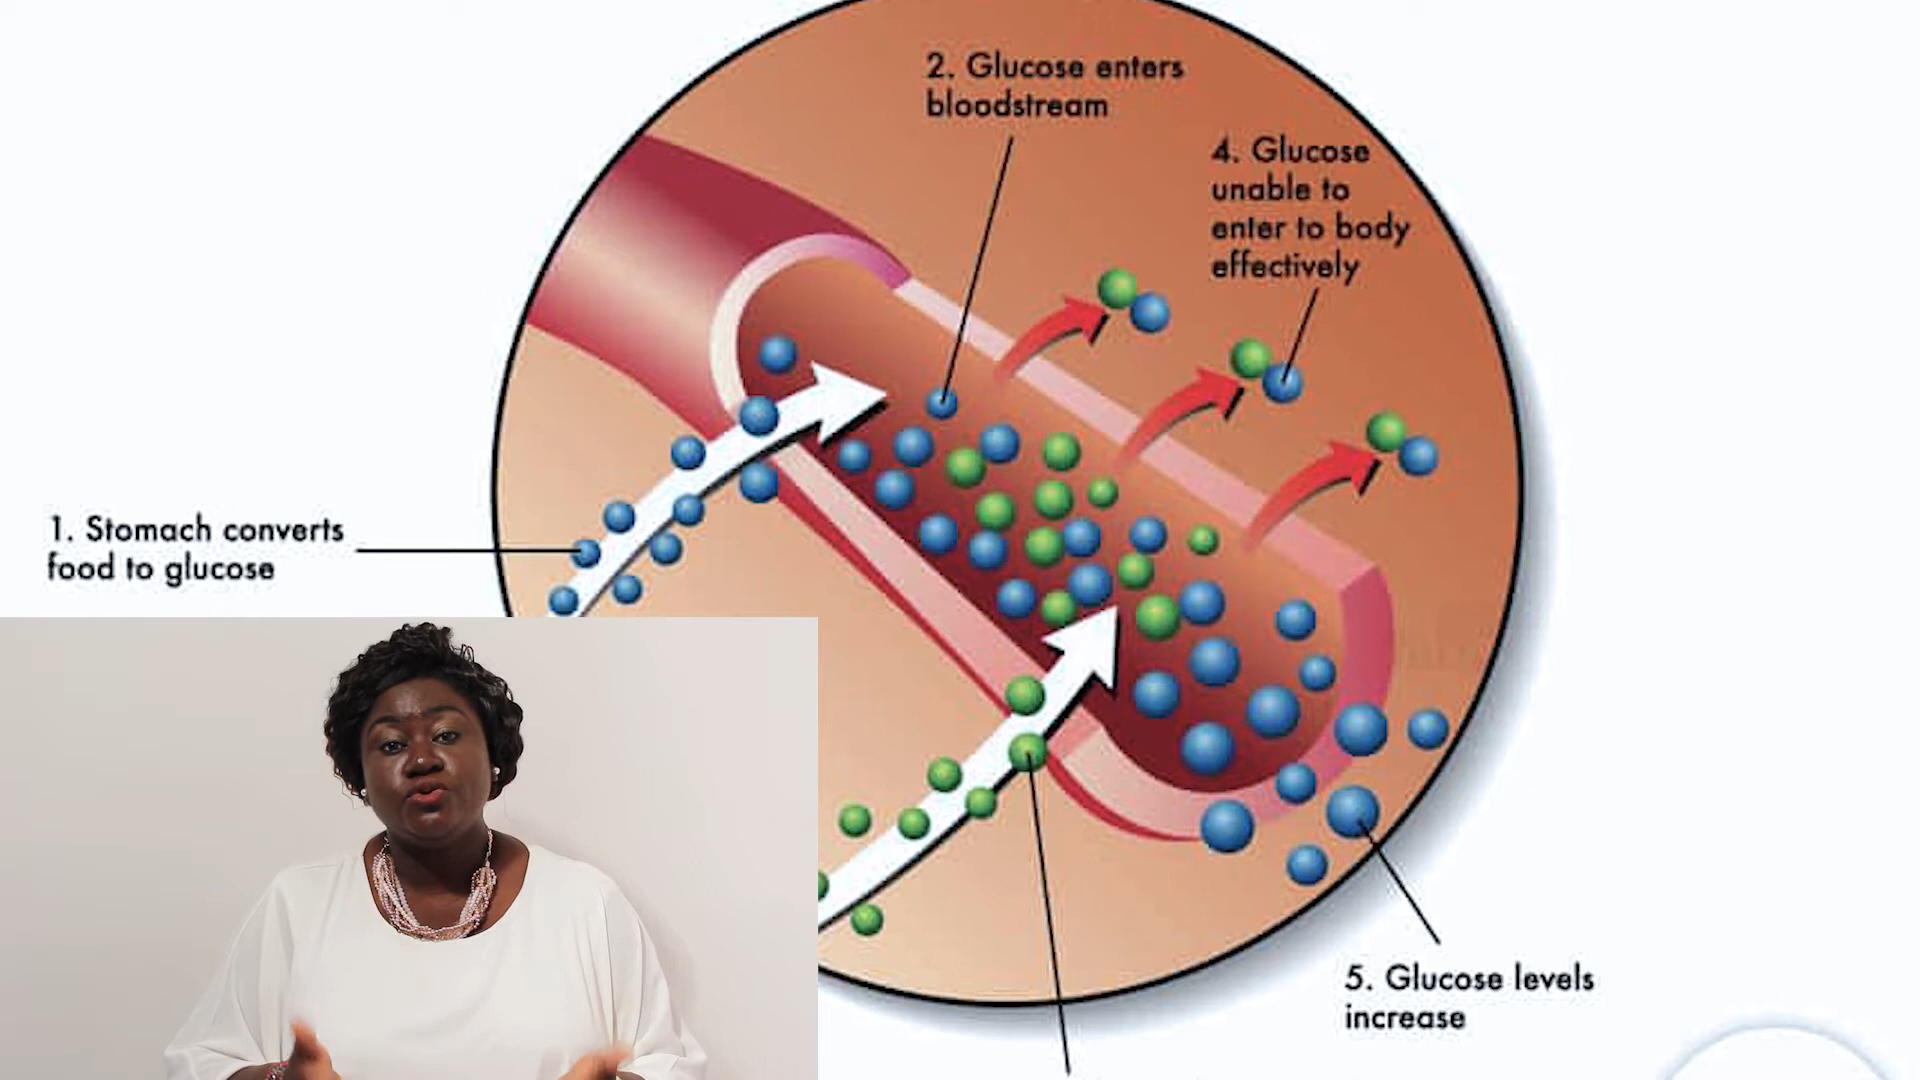 2. Glucose enters
bloodstream
4. Glucose
unable to
enter to body
effectively
1. Stomach converts
food to glucose
5. Glucose levels
increase